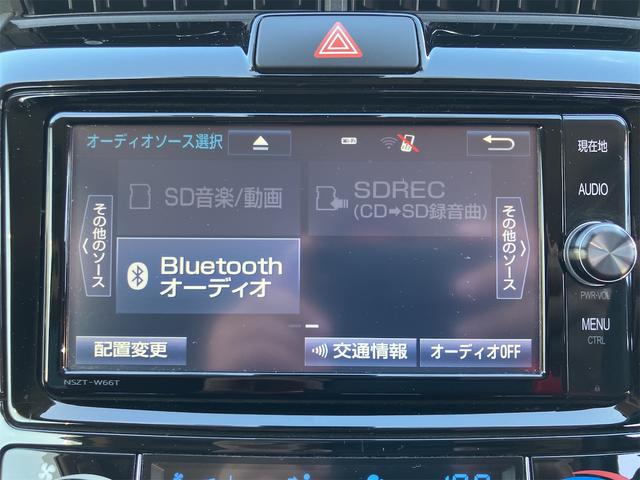 オーディオソース選択
Wi-Fi
現在地
SD音楽/動画
SDREC
(CD➡SD録音曲)
AUDIO
その他のソース
その他のソース
Bluetooth
オーディオ
PWR・VOL
MENU
CTRL
配置変更
交通情報
オーディオOFF
NSZT-W66T